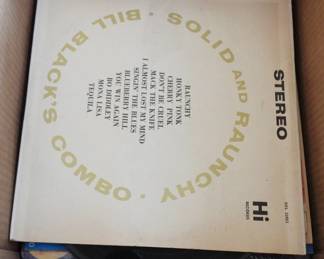 STEREO
Hi
RECORDS
SOLID AND RAUNCHY •
BILL BLACK'S COMBO •
RAUNCHY
HONKY TONK
CHERRY PINK
DON'T BE CRUEL
MACK THE KNIFE
I ALMOST LOST MY MIND
SINGIN' THE BLUES
BLUEBERRY HILL
YOU WIN AGAIN
BO DIDDLEY
MONA LISA
TEQUILA